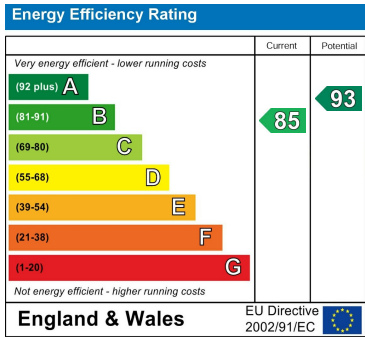 Energy Efficiency Rating
Current Potential
Very energy efficient - lower running costs
(92 plus) A
93
(81-91) B
85
(69-80) C
(55-68) D
(39-54) E
(21-38) F
(1-20) G
Not energy efficient - higher running costs
England & Wales
EU Directive
2002/91/EC